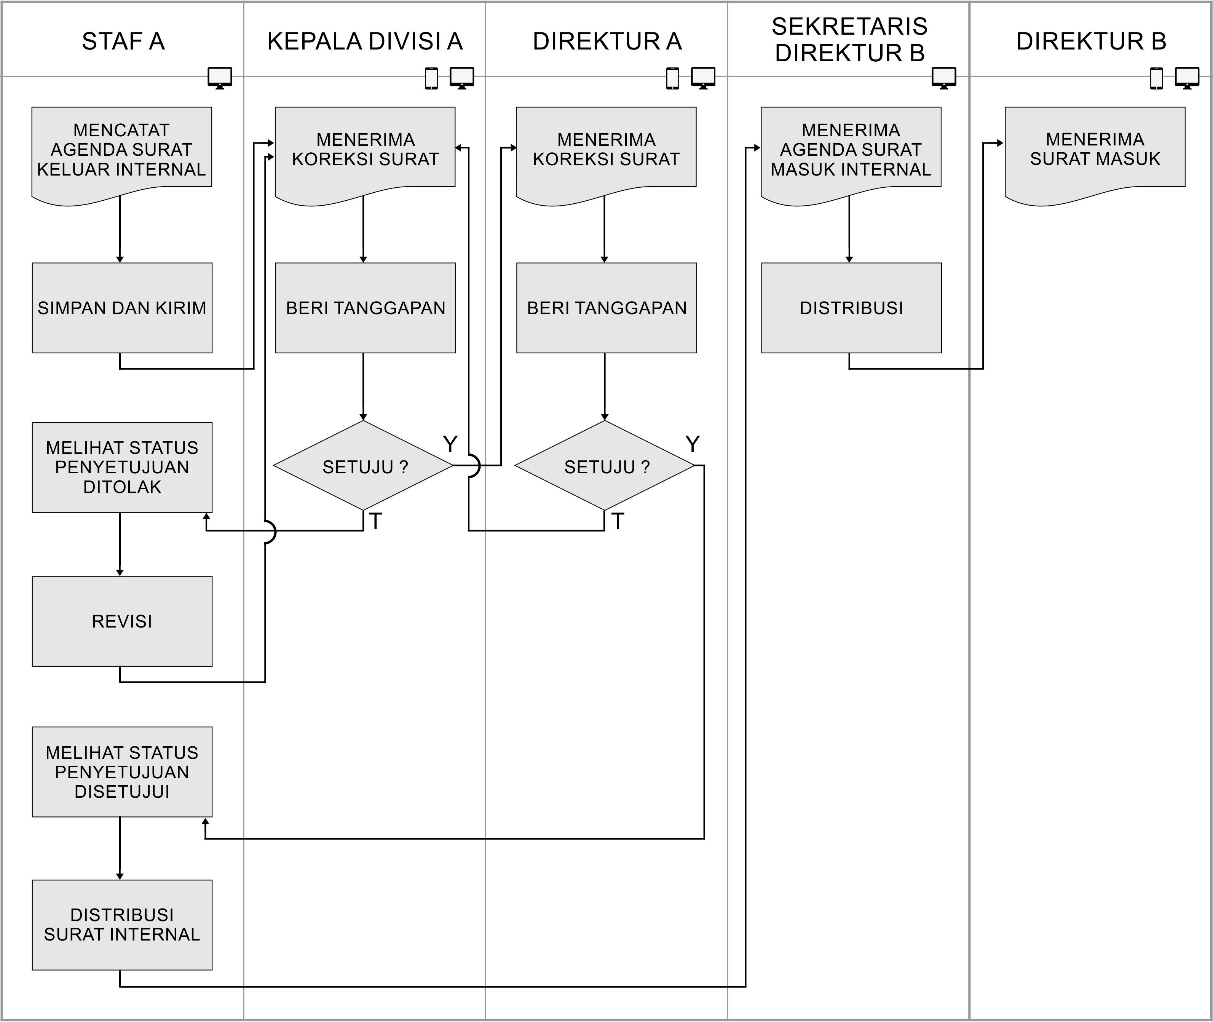 STAF A
KEPALA DIVISI A
DIREKTUR A
SEKRETARIS
DIREKTUR B
DIREKTUR B
MENCATAT
AGENDA SURAT
KELUAR INTERNAL
SIMPAN DAN KIRIM
MELIHAT STATUS
PENYETUJUAN
DITOLAK
REVISI
MELIHAT STATUS
PENYETUJUAN
DISETUJUI
DISTRIBUSI
SURAT INTERNAL
MENERIMA
KOREKSI SURAT
BERI TANGGAPAN
SETUJU ?
Y
T
MENERIMA
KOREKSI SURAT
BERI TANGGAPAN
SETUJU ?
Y
T
MENERIMA
AGENDA SURAT
MASUK INTERNAL
DISTRIBUSI
MENERIMA
SURAT MASUK